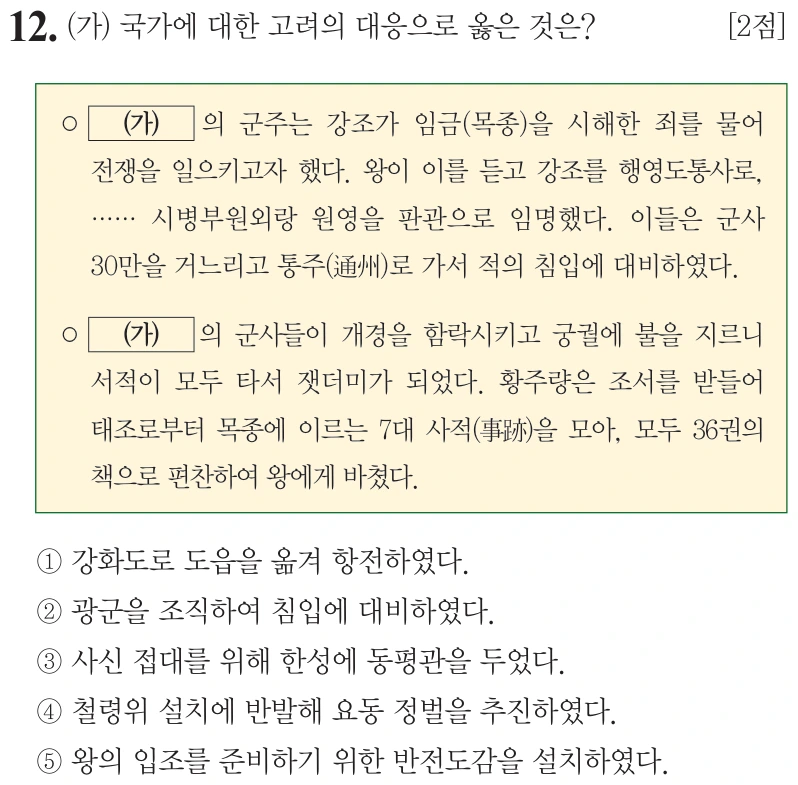 12. (가) 국가에 대한 고려의 대응으로 옳은 것은? [2점]
○ (가) 의 군주는 강조가 임금(목종)을 시해한 죄를 물어
전쟁을 일으키고자 했다. 왕이 이를 듣고 강조를 행영도통사로,
…… 시병부원외랑 원영을 판관으로 임명했다. 이들은 군사
30만을 거느리고 통주(通州)로 가서 적의 침입에 대비하였다.
○ (가) 의 군사들이 개경을 함락시키고 궁궐에 불을 지르니
서적이 모두 타서 잿더미가 되었다. 황주량은 조서를 받들어
태조로부터 목종에 이르는 7대 사적(事跡)을 모아, 모두 36권의
책으로 편찬하여 왕에게 바쳤다.
① 강화도로 도읍을 옮겨 항전하였다.
② 광군을 조직하여 침입에 대비하였다.
③ 사신 접대를 위해 한성에 동평관을 두었다.
④ 철령위 설치에 반발해 요동 정벌을 추진하였다.
⑤ 왕의 입조를 준비하기 위한 반전도감을 설치하였다.